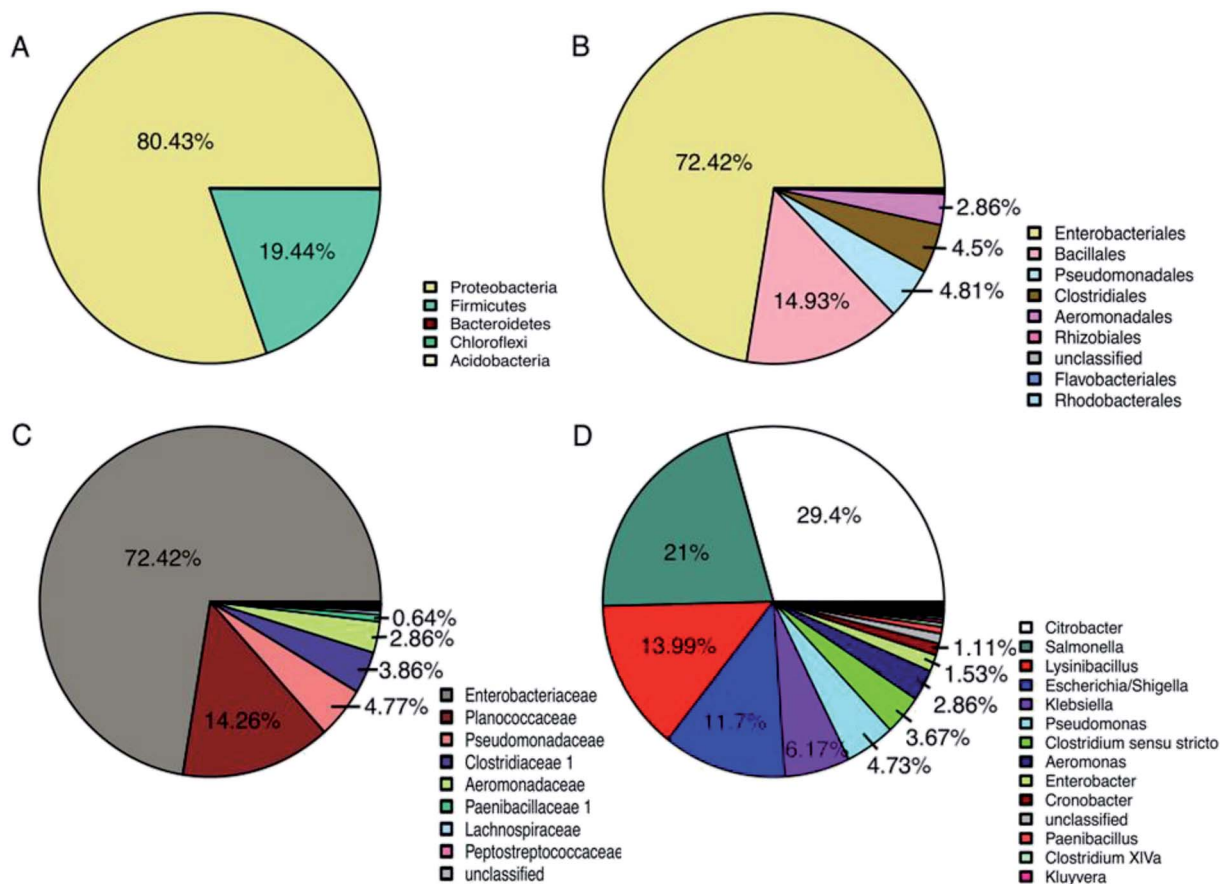 A
80.43%
19.44%
Proteobacteria
Firmicutes
Bacteroidetes
Chloroflexi
Acidobacteria
B
72.42%
14.93%
2.86%
4.5%
4.81%
Enterobacteriales
Bacillales
Pseudomonadales
Clostridiales
Aeromonadales
Rhizobiales
unclassified
Flavobacteriales
Rhodobacterales
C
72.42%
14.26%
0.64%
2.86%
3.86%
4.77%
Enterobacteriaceae
Planococcaceae
Pseudomonadaceae
Clostridiaceae 1
Aeromonadaceae
Paenibacillaceae 1
Lachnospiraceae
Peptostreptococcaceae
unclassified
D
29.4%
21%
13.99%
11.7%
6.17%
4.73%
3.67%
2.86%
1.53%
1.11%
Citrobacter
Salmonella
Lysinibacillus
Escherichia/Shigella
Klebsiella
Pseudomonas
Clostridium sensu stricto
Aeromonas
Enterobacter
Cronobacter
unclassified
Paenibacillus
Clostridium XIVa
Kluyvera